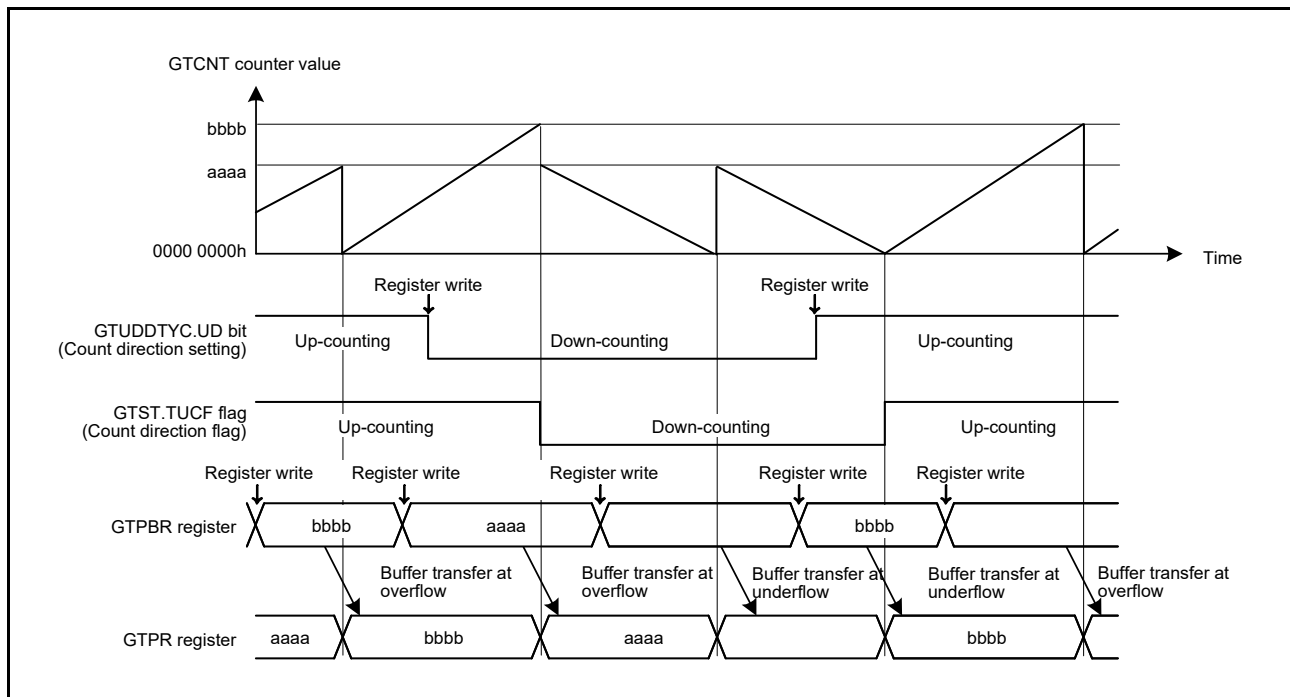 GTCNT counter value
bbbb
aaaa
0000 0000h
Time
Register write
Register write
GTUDDTYC.UD bit
(Count direction setting)
Up-counting
Down-counting
Up-counting
GTST.TUCF flag
(Count direction flag)
Up-counting
Down-counting
Up-counting
Register write
Register write
Register write
Register write
Register write
GTPBR register
bbbb
aaaa
bbbb
Buffer transfer at
overflow
Buffer transfer at
overflow
Buffer transfer at
underflow
Buffer transfer at
underflow
Buffer transfer at
overflow
GTPR register
aaaa
bbbb
aaaa
bbbb